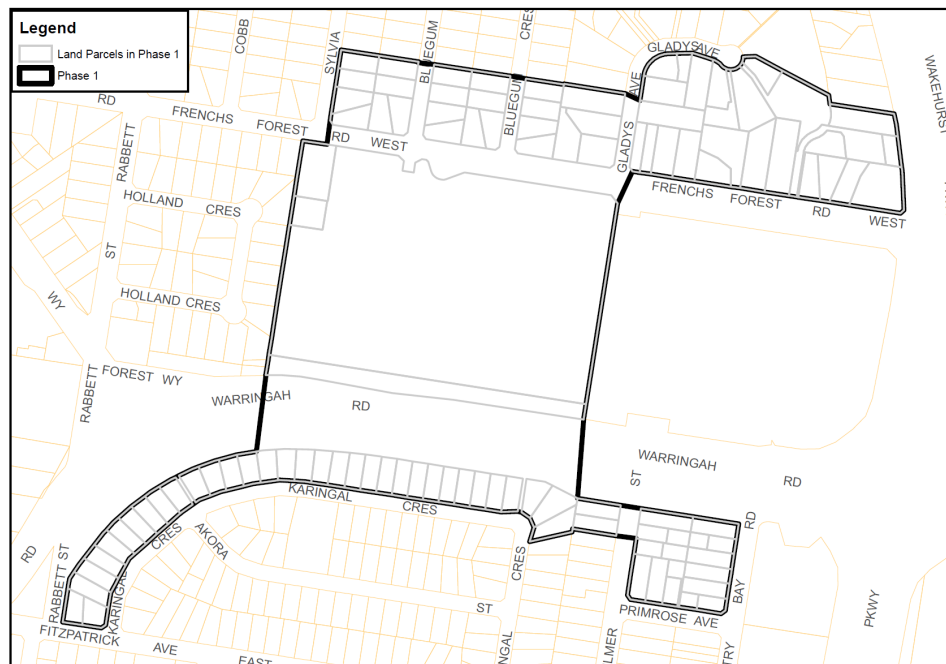 Legend
Land Parcels in Phase 1
Phase 1
COBB
SYLVIA
BLUEGUM
CRES
BLUEGUM
GLADYS
AVE
AVE
GLADYS
WAKEHURST
RD
FRENCHS
FOREST
RD
WEST
RABBETT
ST
HOLLAND
CRES
FRENCHS
FOREST
RD
WEST
HOLLAND
CRES
WY
FOREST
WY
RABBETT
WARRINGAH
RD
WARRINGAH
RD
ST
KARINGAL
CRES
CRES
AKORA
RD
RD
RABBETT ST
KARINGAL
CRES
ST
BAY
PRIMROSE AVE
PKWY
FITZPATRICK
AVE
EAST
NGAL
LMER
TRY